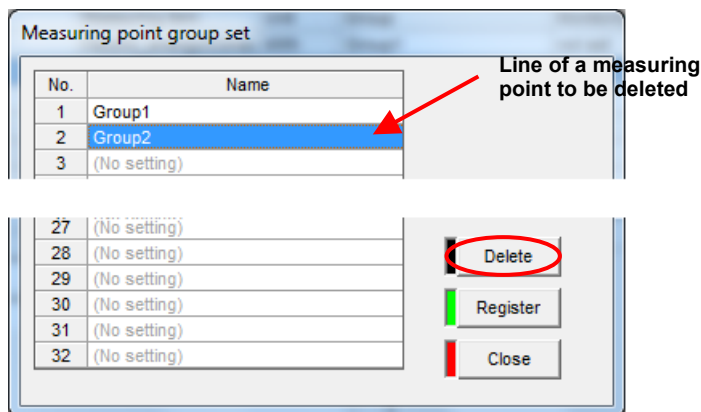 Measuring point group set
Line of a measuring
point to be deleted
No. Name
1 Group1
2 Group2
3 (No setting)
27 (No setting)
28 (No setting)
29 (No setting)
30 (No setting)
31 (No setting)
32 (No setting)
Delete
Register
Close